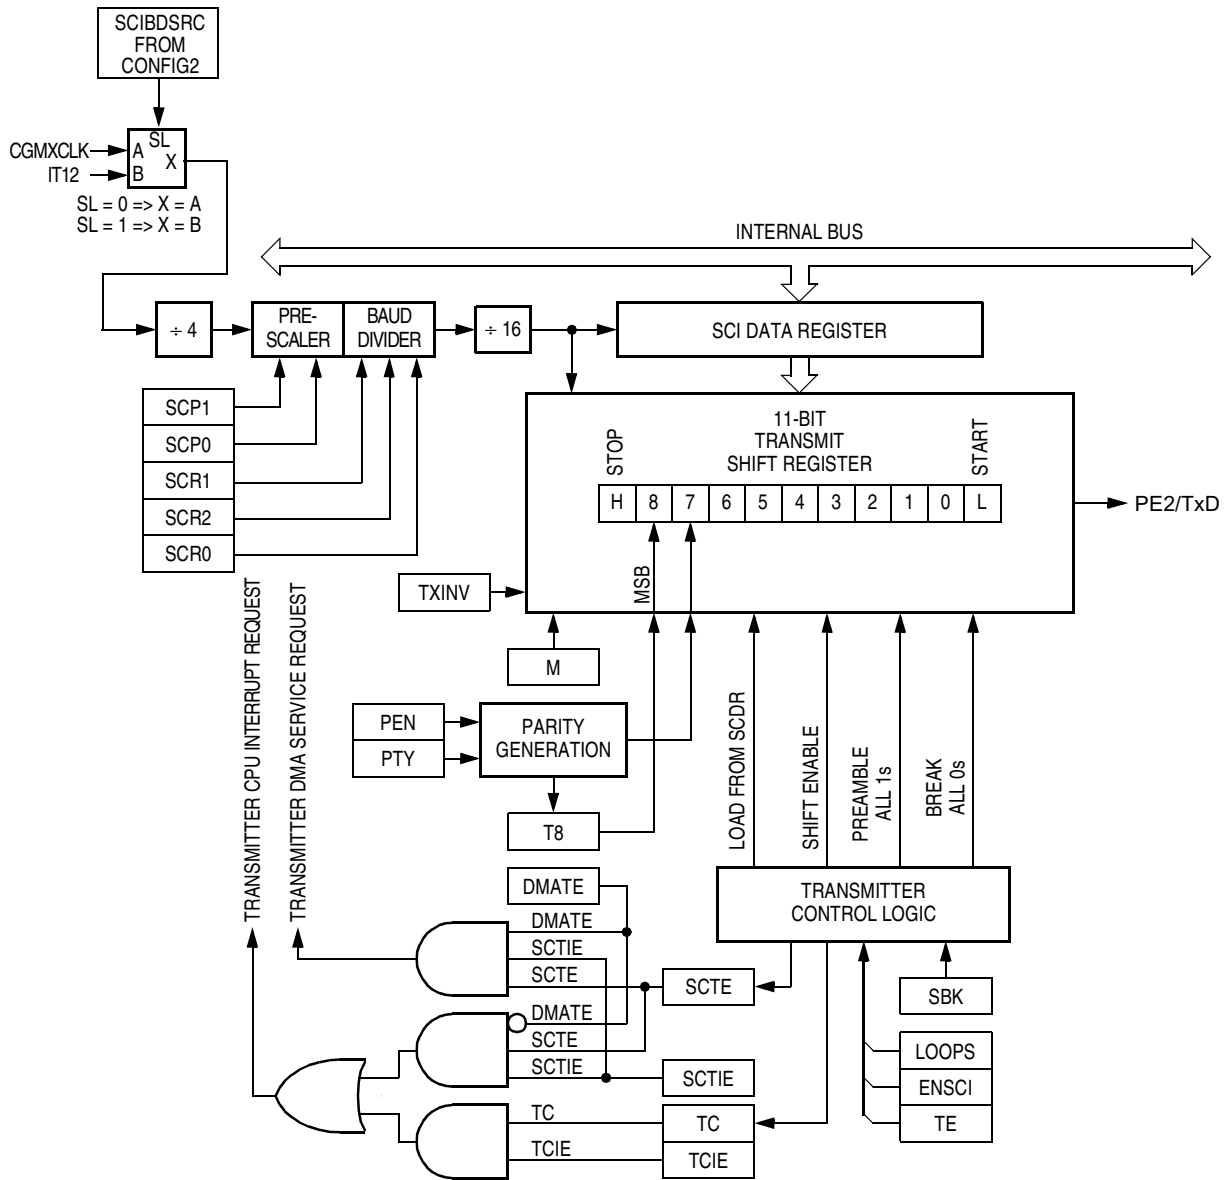 SCIBDSRC
FROM
CONFIG2
SL
CGMXCLK
A
X
IT12
B
SL = 0 => X = A
SL = 1 => X = B
INTERNAL BUS
÷ 4
PRE-
SCALER
BAUD
DIVIDER
÷ 16
SCI DATA REGISTER
SCP1
SCP0
SCR1
SCR2
SCR0
11-BIT
TRANSMIT
SHIFT REGISTER
STOP
START
H 8 7 6 5 4 3 2 1 0 L
PE2/TxD
MSB
TXINV
M
TRANSMITTER CPU INTERRUPT REQUEST
TRANSMITTER DMA SERVICE REQUEST
PEN
PTY
PARITY
GENERATION
T8
LOAD FROM SCDR
SHIFT ENABLE
PREAMBLE
ALL 1s
BREAK
ALL 0s
TRANSMITTER
CONTROL LOGIC
DMATE
DMATE
SCTIE
SCTE
SCTE
SBK
DMATE
SCTE
SCTIE
SCTIE
LOOPS
ENSCI
TE
TC
TC
TCIE
TCIE